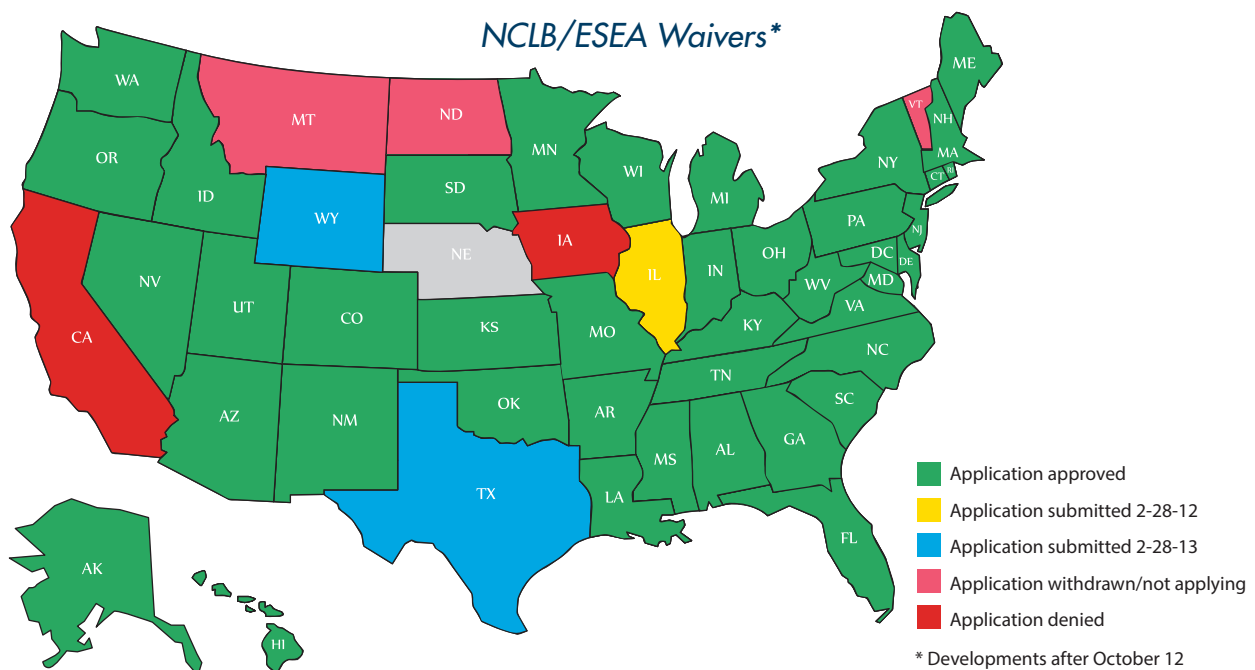 NCLB/ESEA Waivers*
WA
MT
ND
MN
ME
VT
NH
OR
ID
WY
SD
WI
MI
NY
MA
CT
RI
NE
IA
IL
IN
OH
PA
NJ
DC
DE
MD
WV
VA
CA
NV
UT
CO
KS
MO
KY
NC
TN
SC
AZ
NM
OK
AR
TX
LA
MS
AL
GA
FL
AK
HI
Application approved
Application submitted 2-28-12
Application submitted 2-28-13
Application withdrawn/not applying
Application denied
* Developments after October 12